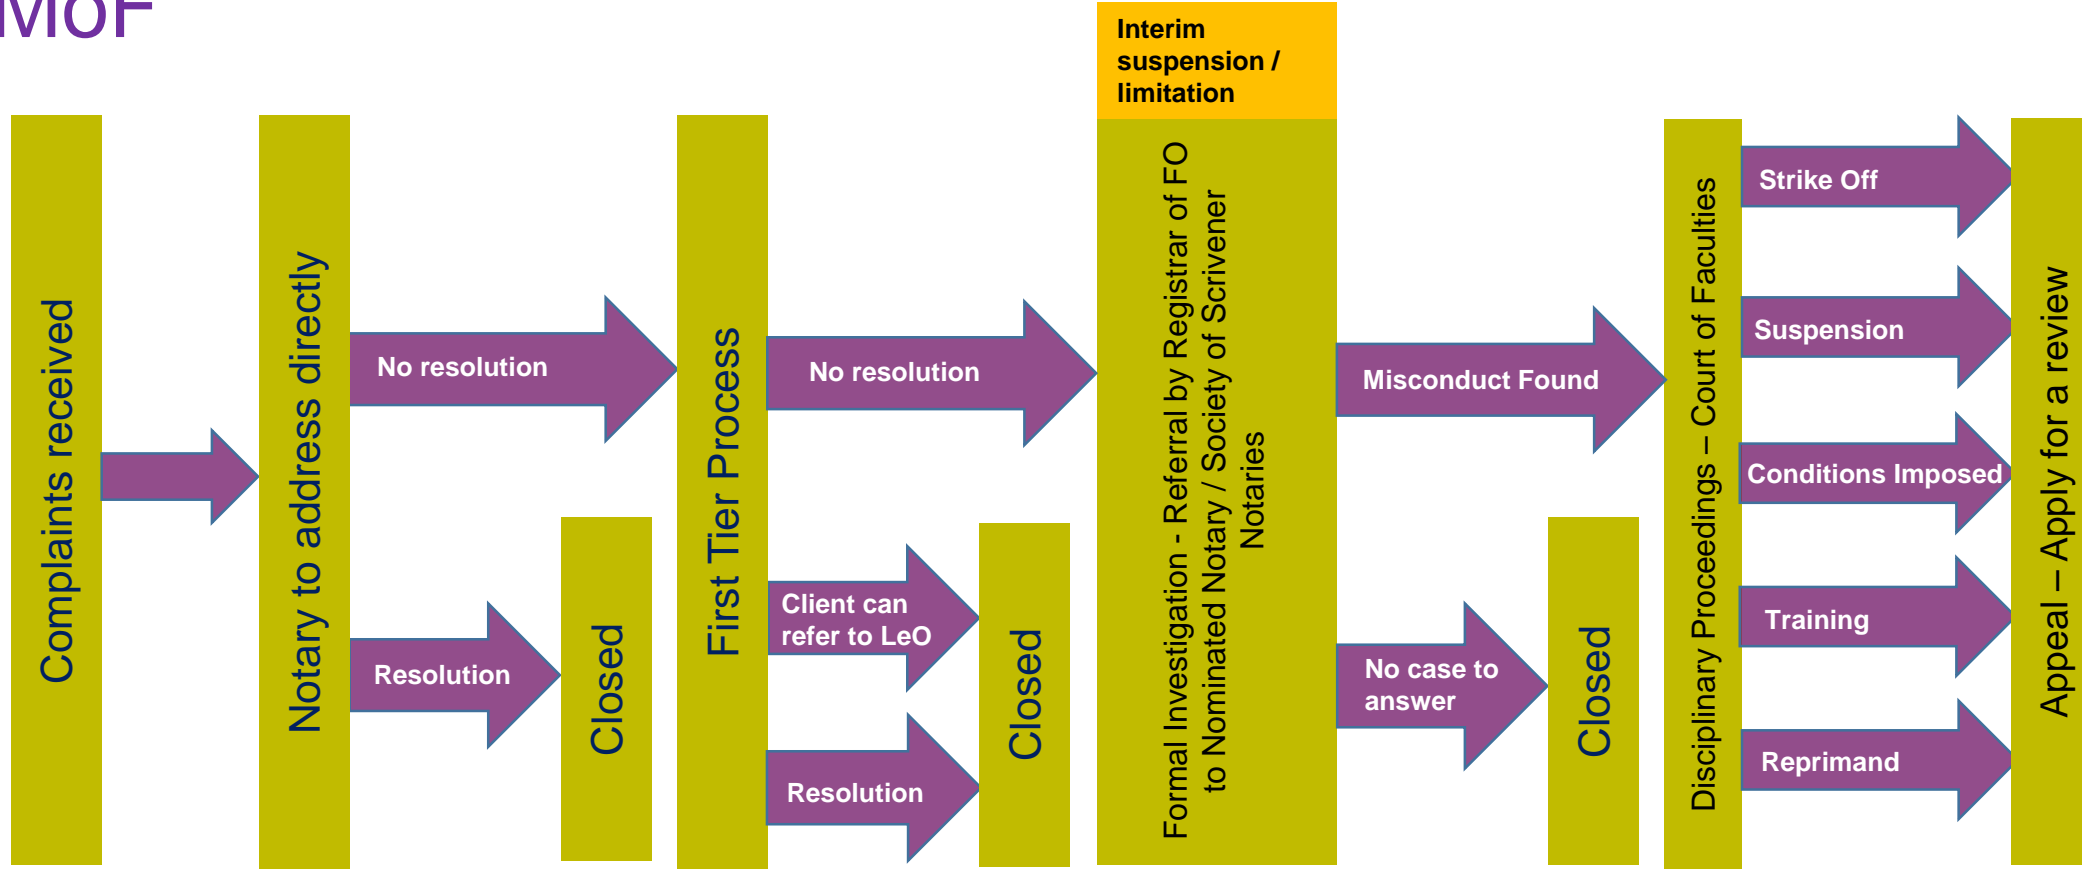 MoF
Interim
suspension /
limitation
Complaints received
Notary to address directly
No resolution
Resolution
Closed
First Tier Process
No resolution
Client can
refer to LeO
Resolution
Closed
Formal Investigation - Referral by Registrar of FO
to Nominated Notary / Society of Scrivener
Notaries
Misconduct Found
No case to
answer
Closed
Disciplinary Proceedings – Court of Faculties
Strike Off
Suspension
Conditions Imposed
Training
Reprimand
Appeal – Apply for a review